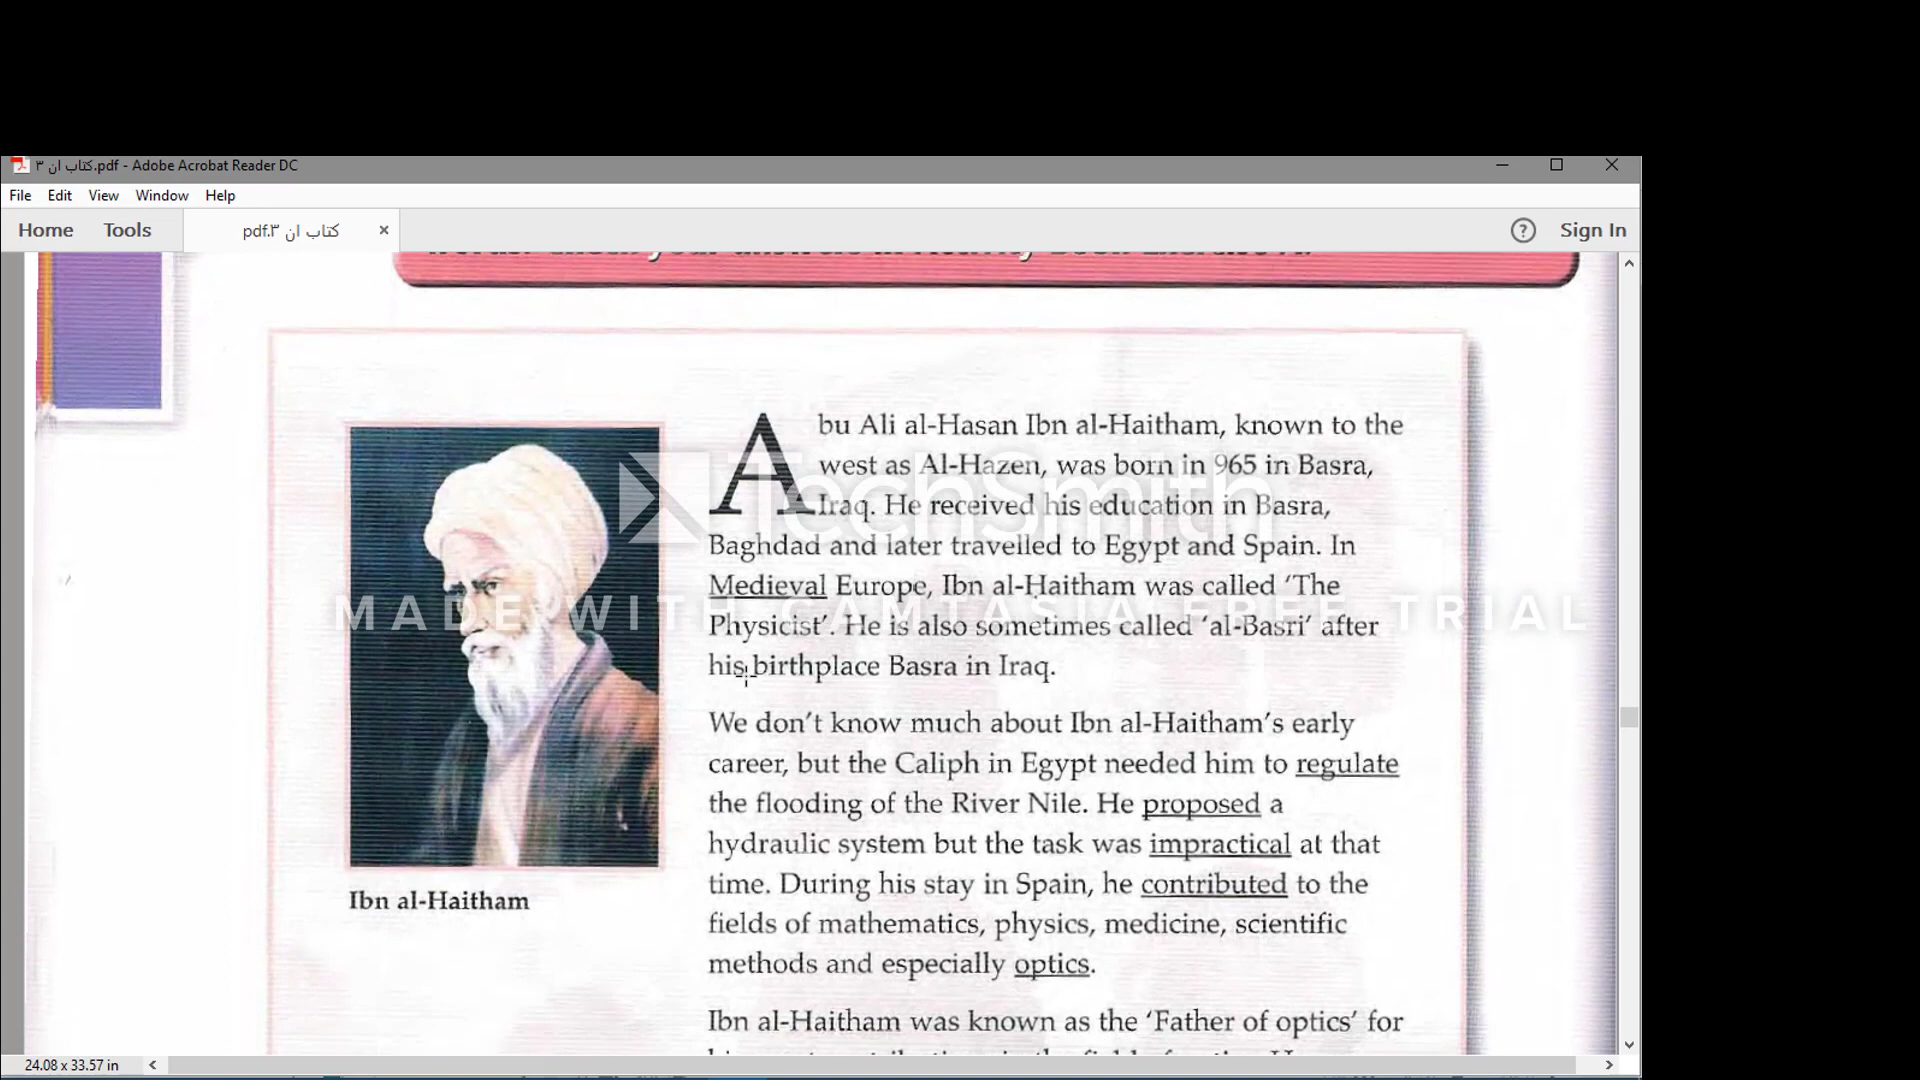 کتاب ان ٣.pdf - Adobe Acrobat Reader DC
File Edit View Window Help
Home Tools
کتاب ان ٣.pdf ×
? Sign In
bu Ali al-Hasan Ibn al-Haitham, known to the
A west as Al-Hazen, was born in 965 in Basra,
Iraq. He received his education in Basra,
Baghdad and later travelled to Egypt and Spain. In
Medieval Europe, Ibn al-Haitham was called ‘The
Physicist’. He is also sometimes called ‘al-Basri’ after
his birthplace Basra in Iraq.
We don’t know much about Ibn al-Haitham’s early
career, but the Caliph in Egypt needed him to regulate
the flooding of the River Nile. He proposed a
hydraulic system but the task was impractical at that
time. During his stay in Spain, he contributed to the
fields of mathematics, physics, medicine, scientific
methods and especially optics.
Ibn al-Haitham was known as the ‘Father of optics’ for
Ibn al-Haitham
TechSmith
MADE WITH CAMTASIA FREE TRIAL
24.08 x 33.57 in